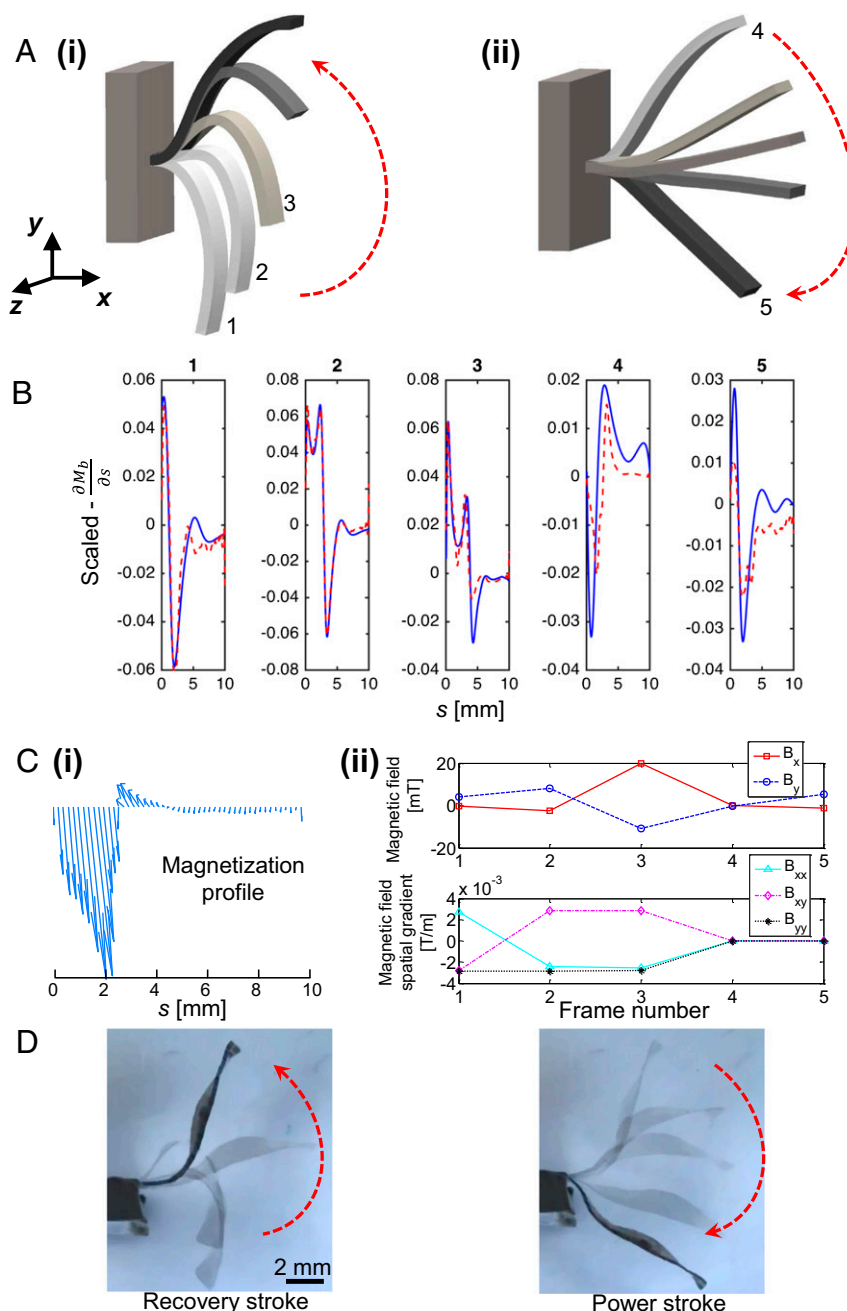 A (i) (ii)
4
3
y
2
z x
1
5
B
1 2 3 4 5
Scaled - ∂M_b/∂s
0.06 0.08 0.08 0.02 0.03
0.04 0.06 0.06 0.01 0.02
0.02 0.04 0.04 0 0.01
0 0.02 0.02 -0.01 0
-0.02 0 0 -0.02 -0.01
-0.04 -0.02 -0.02 -0.03 -0.02
-0.06 -0.04 -0.04 -0.04 -0.03
-0.06 -0.04
-0.08
0 5 10 0 5 10 0 5 10 0 5 10 0 5 10
s [mm]
C (i) (ii)
Magnetization
profile
0 2 4 6 8 10
s [mm]
Magnetic field
[mT]
20
0
-20
1 2 3 4 5
B_x
B_y
Magnetic field
spatial gradient
[T/m]
x 10^-3
4
2
0
-2
-4
1 2 3 4 5
B_xx
B_xy
B_yy
Frame number
D
2 mm
Recovery stroke Power stroke